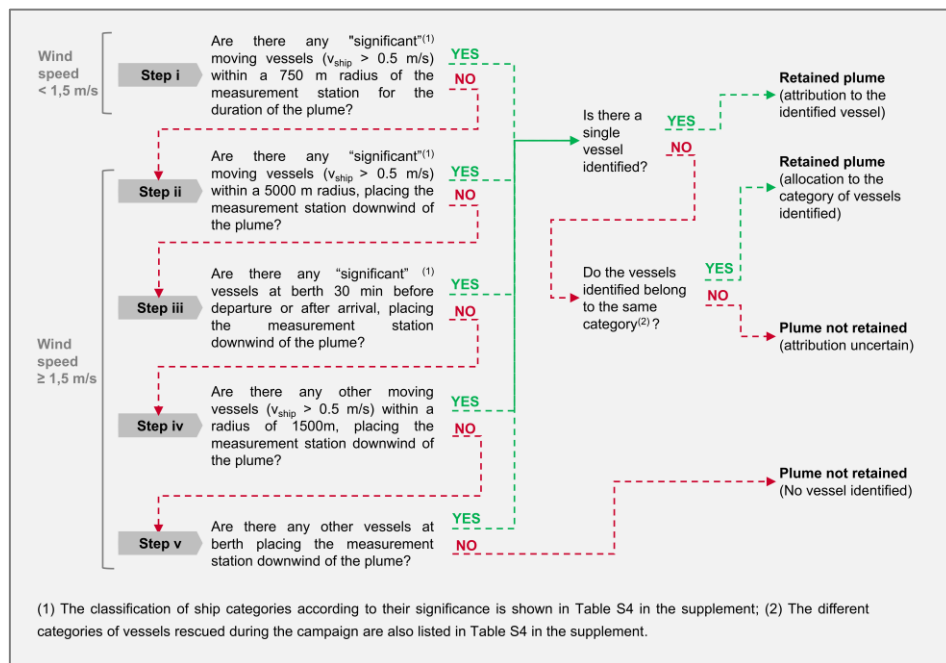 Wind
speed
< 1,5 m/s
Step i
Are there any "significant"(1)
moving vessels (vship > 0.5 m/s)
within a 750 m radius of the
measurement station for the
duration of the plume?
YES
NO
Step ii
Are there any “significant”(1)
moving vessels (vship > 0.5 m/s)
within a 5000 m radius, placing the
measurement station downwind of
the plume?
YES
NO
Wind
speed
≥ 1,5 m/s
Step iii
Are there any “significant” (1)
vessels at berth 30 min before
departure or after arrival, placing
the measurement station
downwind of the plume?
YES
NO
Step iv
Are there any other moving
vessels (vship > 0.5 m/s) within a
radius of 1500m, placing the
measurement station downwind of
the plume?
YES
NO
Step v
Are there any other vessels at
berth placing the measurement
station downwind of the plume?
YES
NO
Is there a
single
vessel
identified?
YES
NO
Do the vessels
identified belong
to the same
category(2) ?
YES
NO
Retained plume
(attribution to the
identified vessel)
Retained plume
(allocation to the
category of vessels
identified)
Plume not retained
(attribution uncertain)
Plume not retained
(No vessel identified)
(1) The classification of ship categories according to their significance is shown in Table S4 in the supplement; (2) The different
categories of vessels rescued during the campaign are also listed in Table S4 in the supplement.